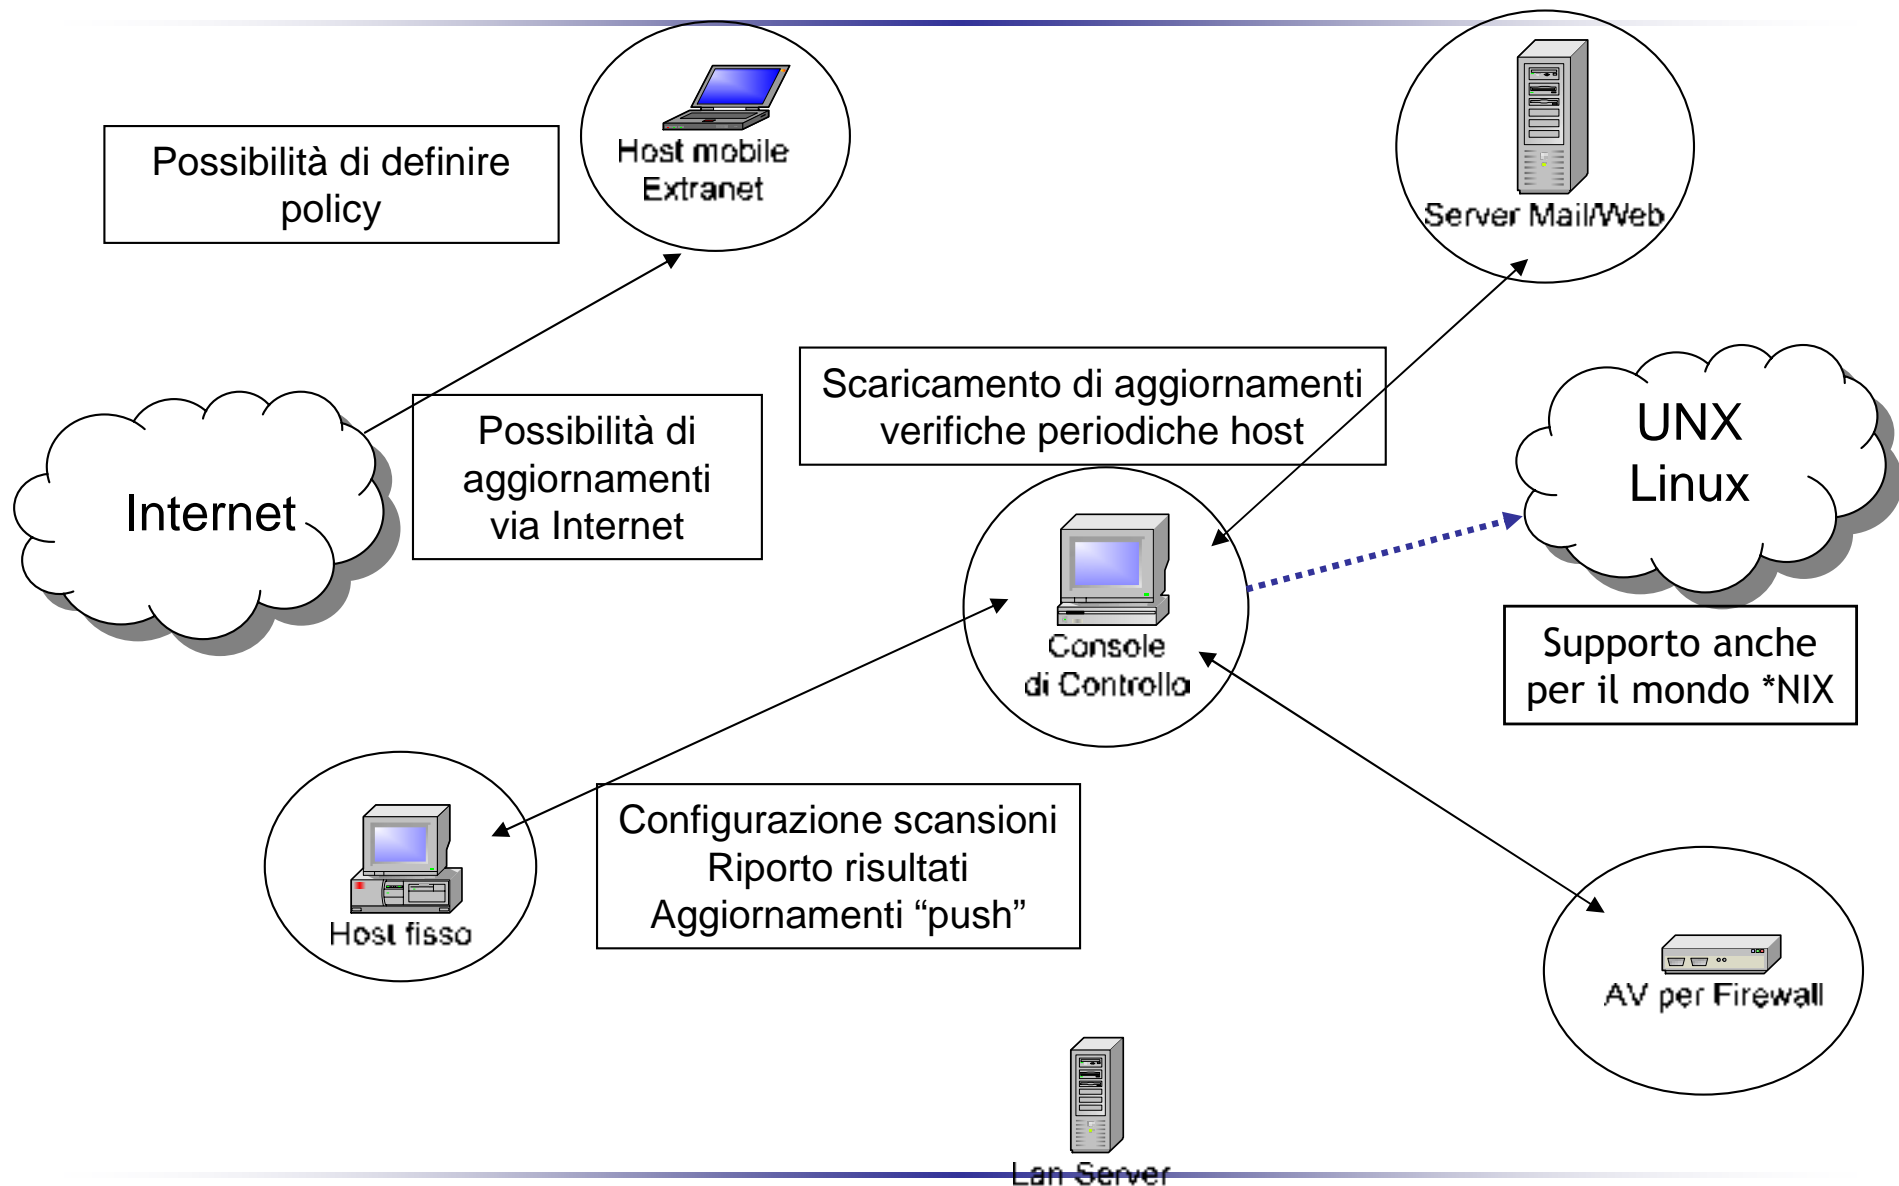 Host mobile
Extranet
Possibilità di definire
policy
Server Mail/Web
Scaricamento di aggiornamenti
verifiche periodiche host
Possibilità di
aggiornamenti
via Internet
Internet
UNX
Linux
Console
di Controllo
Supporto anche
per il mondo *NIX
Configurazione scansioni
Riporto risultati
Aggiornamenti “push”
Host fisso
AV per Firewall
Lan Server